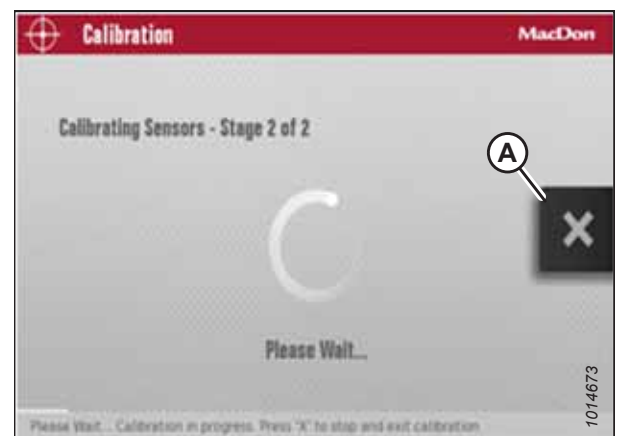 Calibration
MacDon
Calibrating Sensors - Stage 2 of 2
A
X
Please Wait...
Please Wait... Calibration in progress. Press "X" to stop and exit calibration
1014673